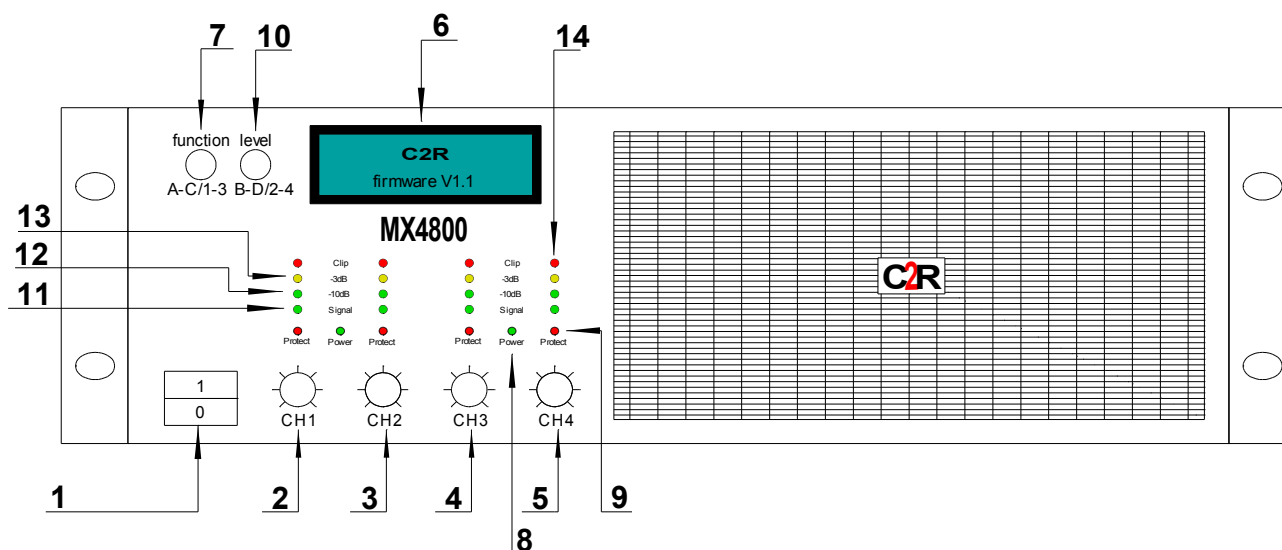 7 10 6 14
function level
A-C/1-3 B-D/2-4
C2R
firmware V1.1
MX4800
13
12
11
Clip Clip
-3dB -3dB
-10dB -10dB
Signal Signal
Protect Power Protect Protect Power Protect
C2R
1
0
CH1 CH2 CH3 CH4
1 2 3 4 5 9
8